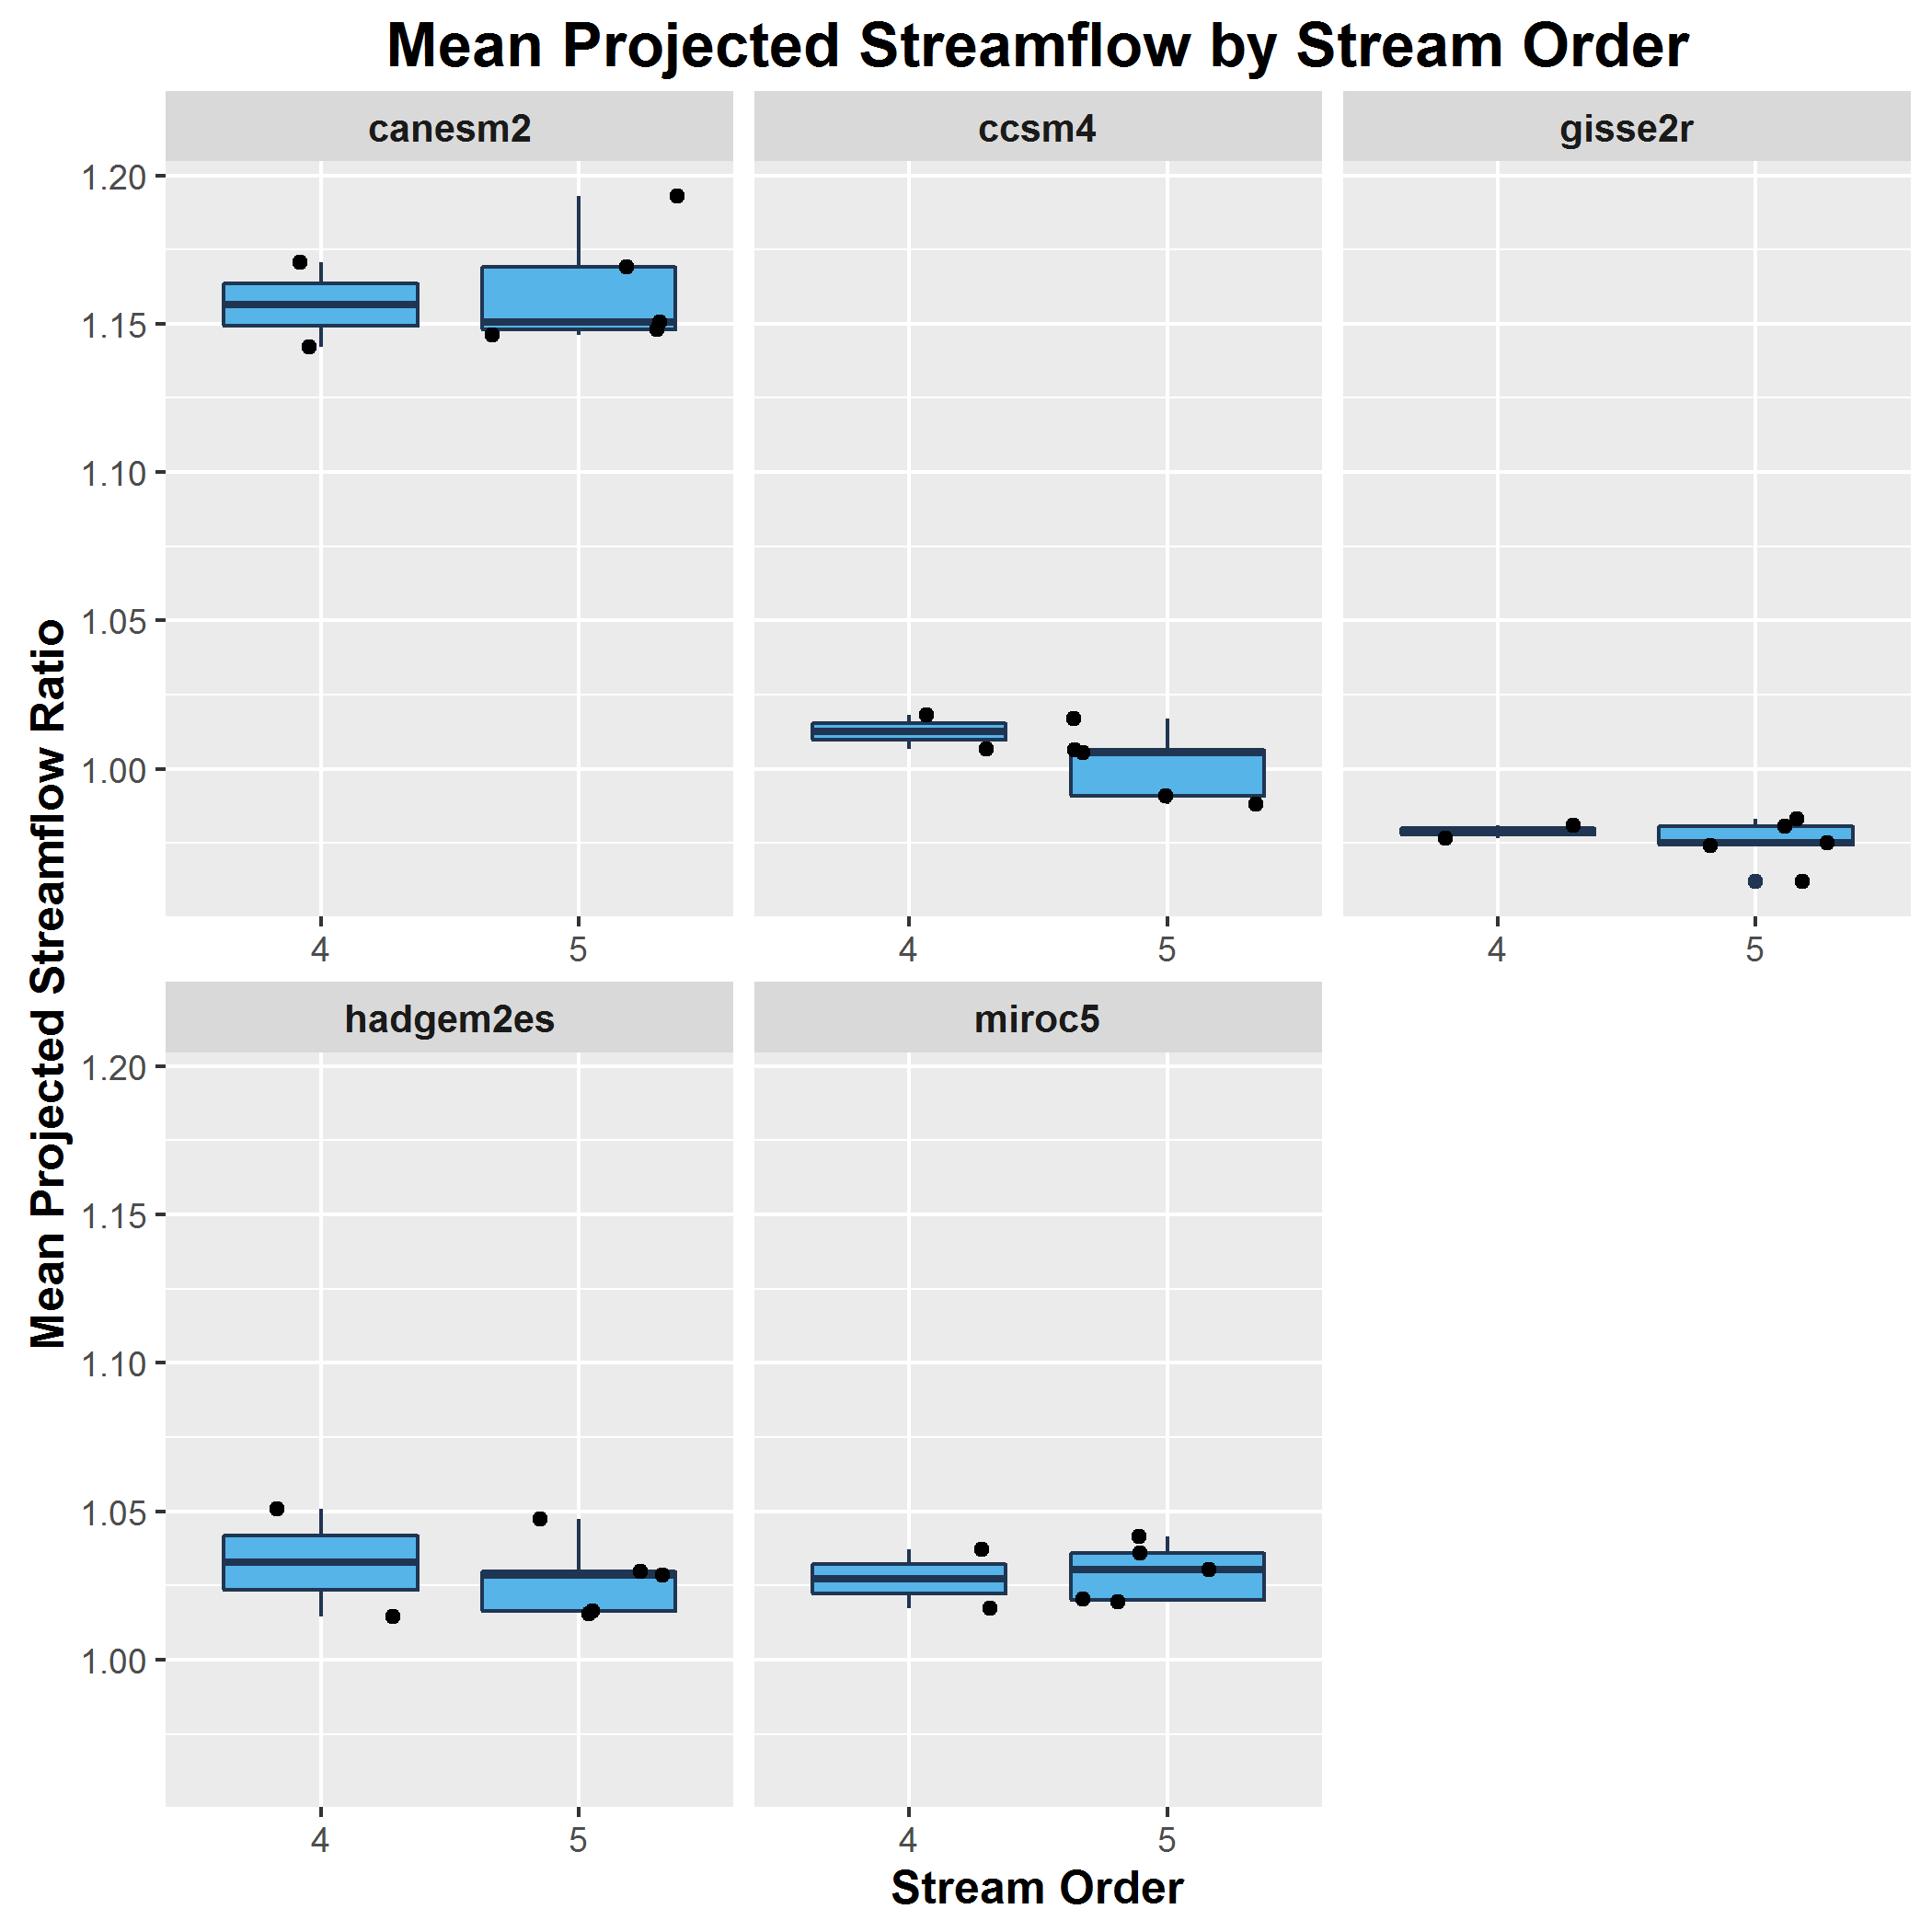 Mean Projected Streamflow by Stream Order
canesm2 ccsm4 gisse2r
1.20
1.15
1.10
1.05
1.00
4 5 4 5 4 5
Mean Projected Streamflow Ratio
hadgem2es miroc5
1.20
1.15
1.10
1.05
1.00
4 5 4 5
Stream Order